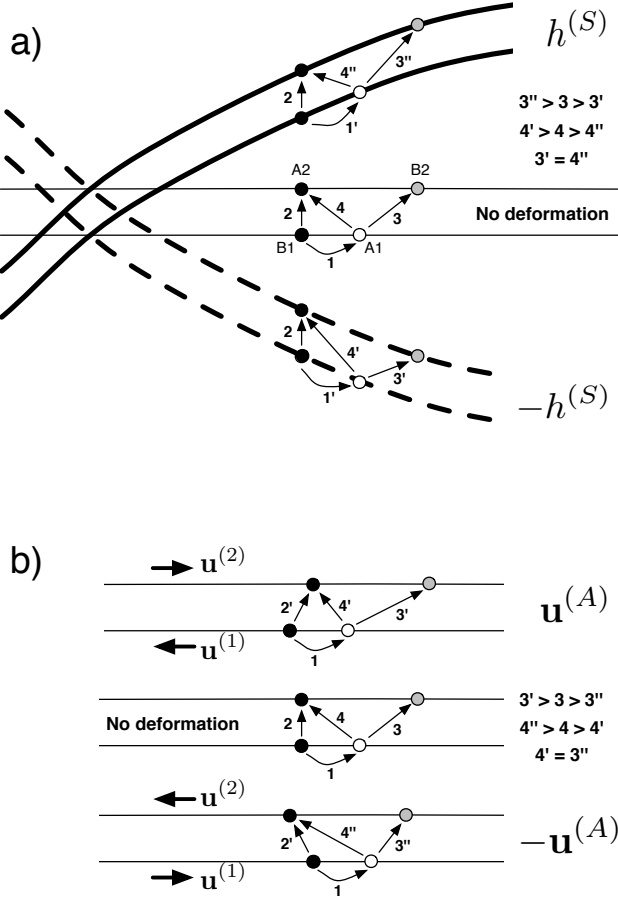 a)
h^(S)
4''
3''
2
1'
3'' > 3 > 3'
4' > 4 > 4''
3' = 4''
A2
B2
2
4
3
No deformation
B1
1
A1
2
4'
3'
1'
−h^(S)
b)
u^(2)
2'
4'
3'
u^(A)
u^(1)
1
No deformation
2
4
3
1
3' > 3 > 3''
4'' > 4 > 4'
4' = 3''
u^(2)
2'
4''
3''
−u^(A)
u^(1)
1